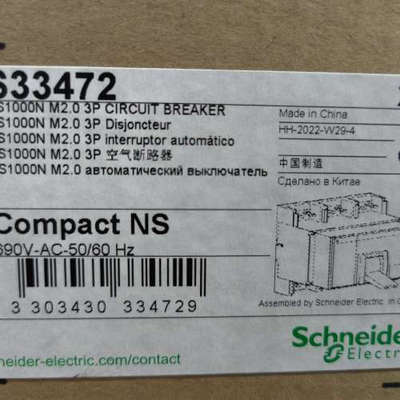 S33472
S1000N M2.0 3P CIRCUIT BREAKER
S1000N M2.0 3P Disjoncteur
S1000N M2.0 3P interruptor automático
S1000N M2.0 3P 空气断路器
S1000N M2.0 автоматический выключатель
Made in China
HH-2022-W29-4
中国制造
Сделано в Китае
Compact NS
690V-AC-50/60 Hz
3 303430 334729
Assembled by Schneider Electric in
Schneider
Electric
neider-electric.com/contact